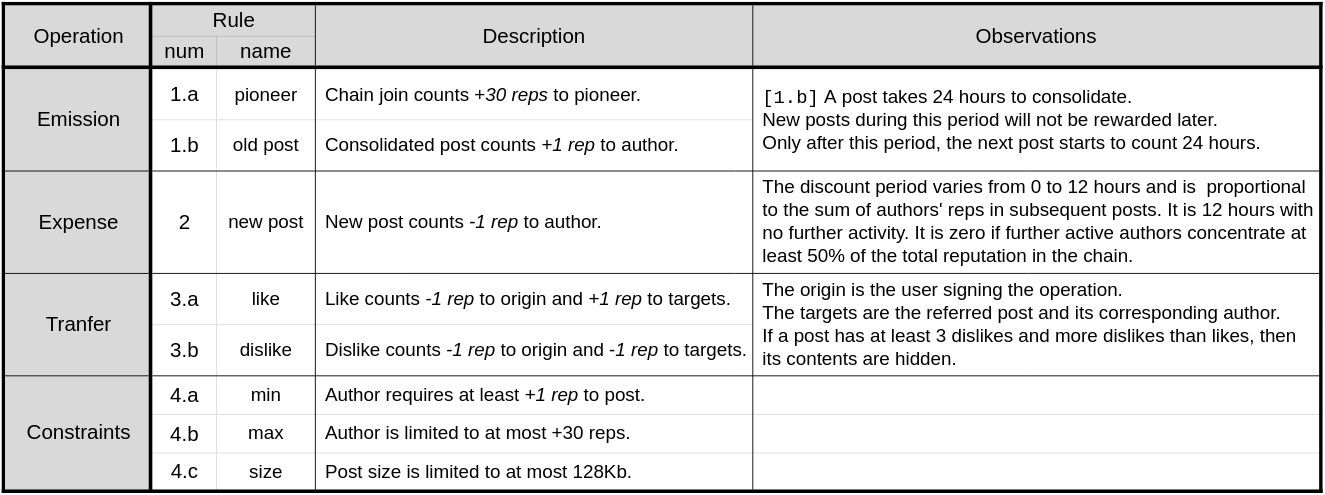 Operation
Rule
num name
Description
Observations
Emission
1.a pioneer Chain join counts +30 reps to pioneer.
1.b old post Consolidated post counts +1 rep to author.
[1.b] A post takes 24 hours to consolidate.
New posts during this period will not be rewarded later.
Only after this period, the next post starts to count 24 hours.
Expense
2 new post New post counts -1 rep to author.
The discount period varies from 0 to 12 hours and is  proportional
to the sum of authors' reps in subsequent posts. It is 12 hours with
no further activity. It is zero if further active authors concentrate at
least 50% of the total reputation in the chain.
Tranfer
3.a like Like counts -1 rep to origin and +1 rep to targets.
3.b dislike Dislike counts -1 rep to origin and -1 rep to targets.
The origin is the user signing the operation.
The targets are the referred post and its corresponding author.
If a post has at least 3 dislikes and more dislikes than likes, then
its contents are hidden.
Constraints
4.a min Author requires at least +1 rep to post.
4.b max Author is limited to at most +30 reps.
4.c size Post size is limited to at most 128Kb.